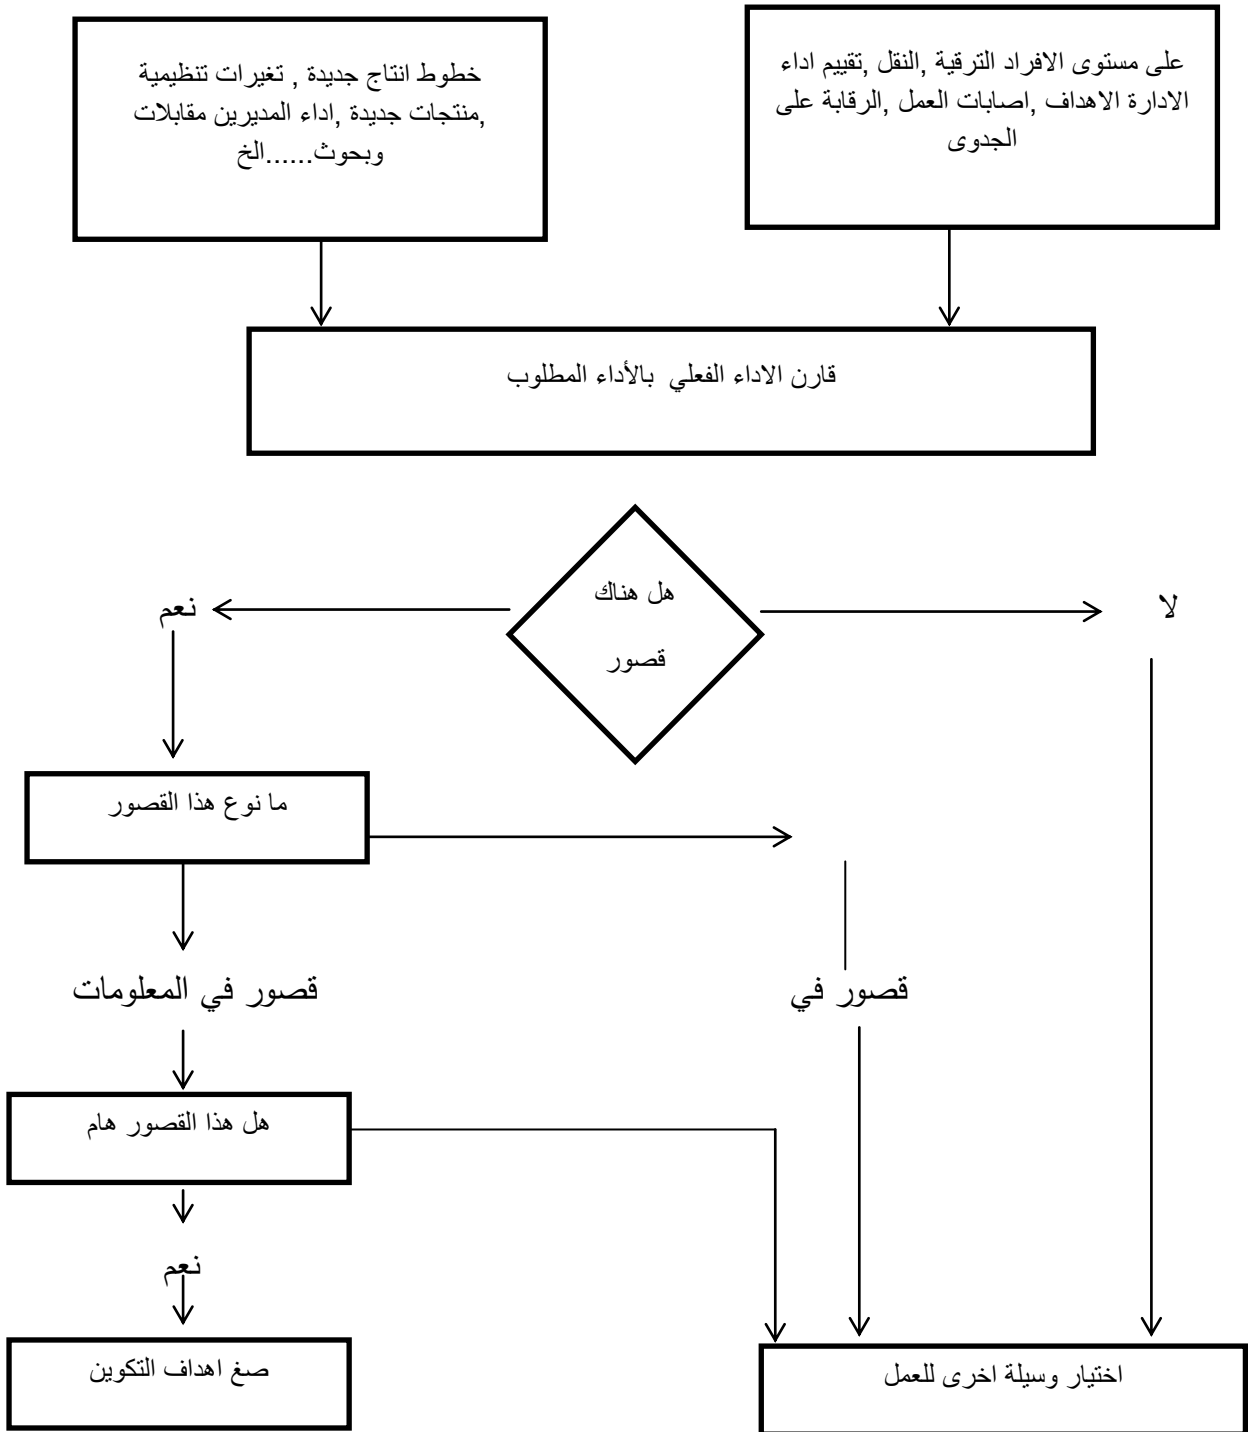 على مستوى الافراد الترقية ,النقل ,تقييم اداء
الادارة الاهداف ,اصابات العمل ,الرقابة على
الجدوى
خطوط انتاج جديدة , تغيرات تنظيمية
,منتجات جديدة ,اداء المديرين مقابلات
وبحوث......الخ
قارن الاداء الفعلي بالأداء المطلوب
هل هناك
قصور
لا
نعم
ما نوع هذا القصور
قصور في
قصور في المعلومات
هل هذا القصور هام
نعم
اختيار وسيلة اخرى للعمل
صغ اهداف التكوين